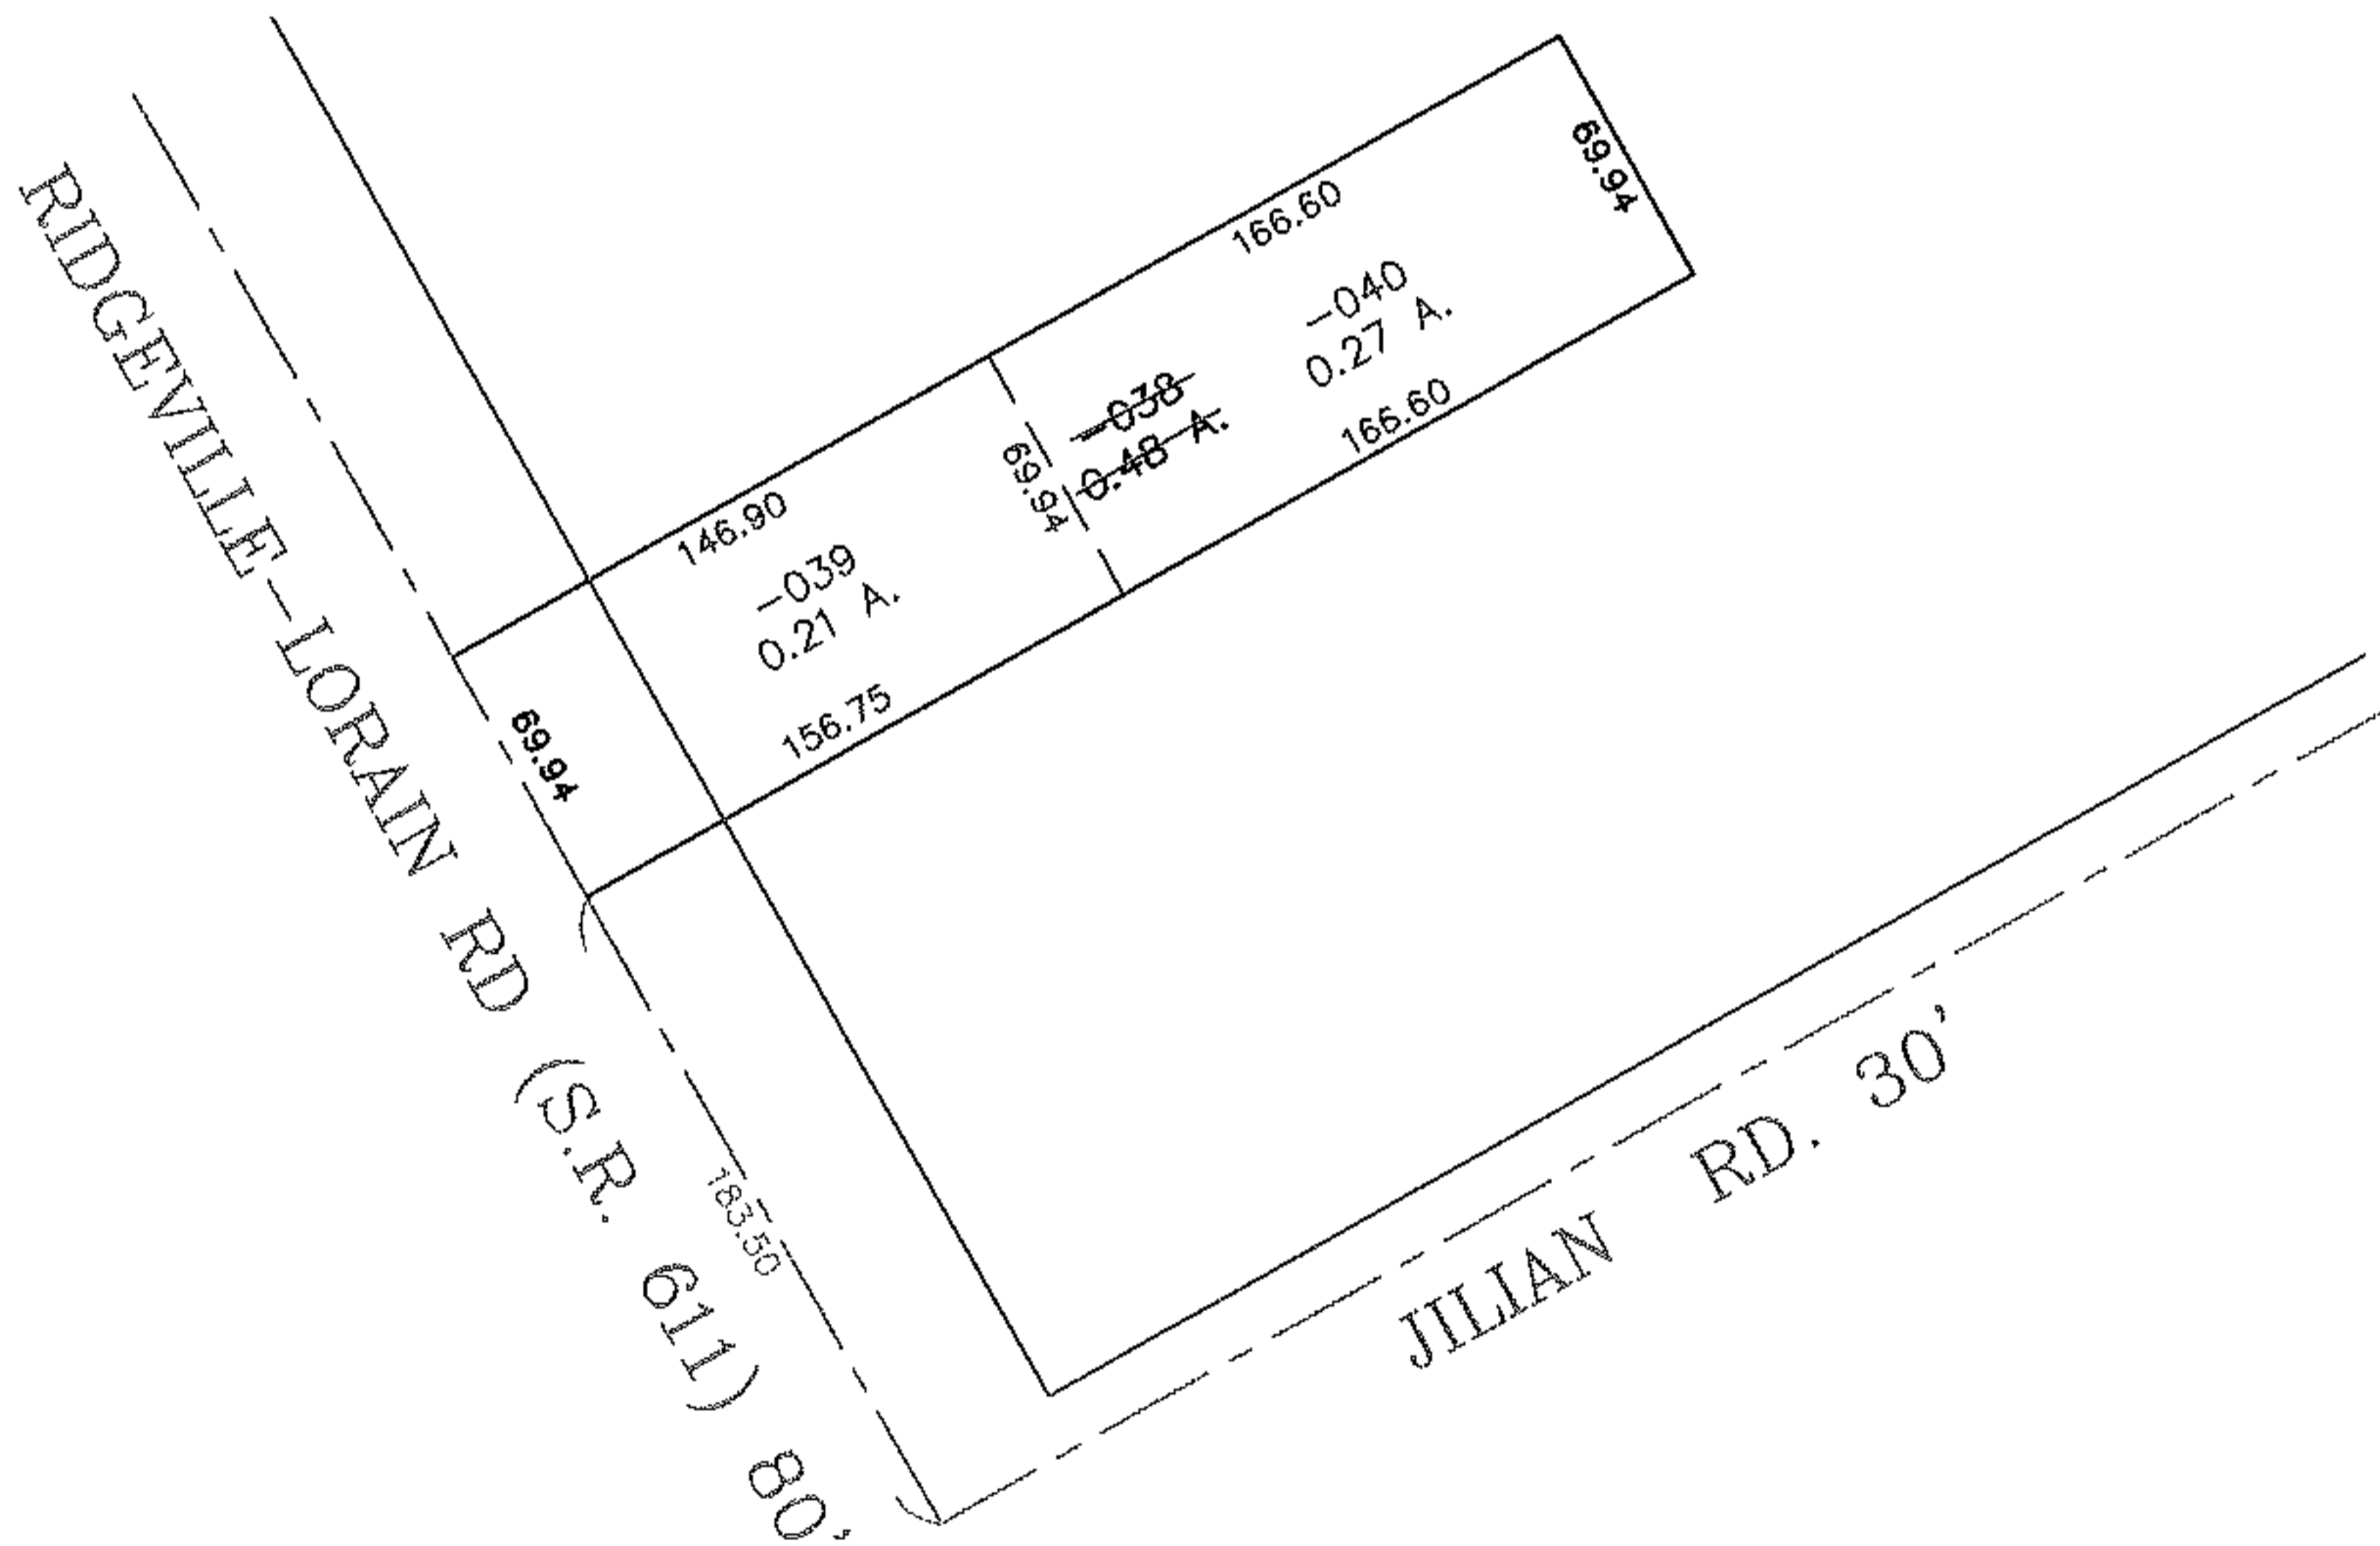 RIDGEVILLE-LORAIN RD (S.R. 611) 80'
166.60
69.94
-040
0.27 A.
166.60
-038
0.48 A.
69.94
146.90
-039
0.21 A.
156.75
69.94
183.50
JILIAN RD. 30'